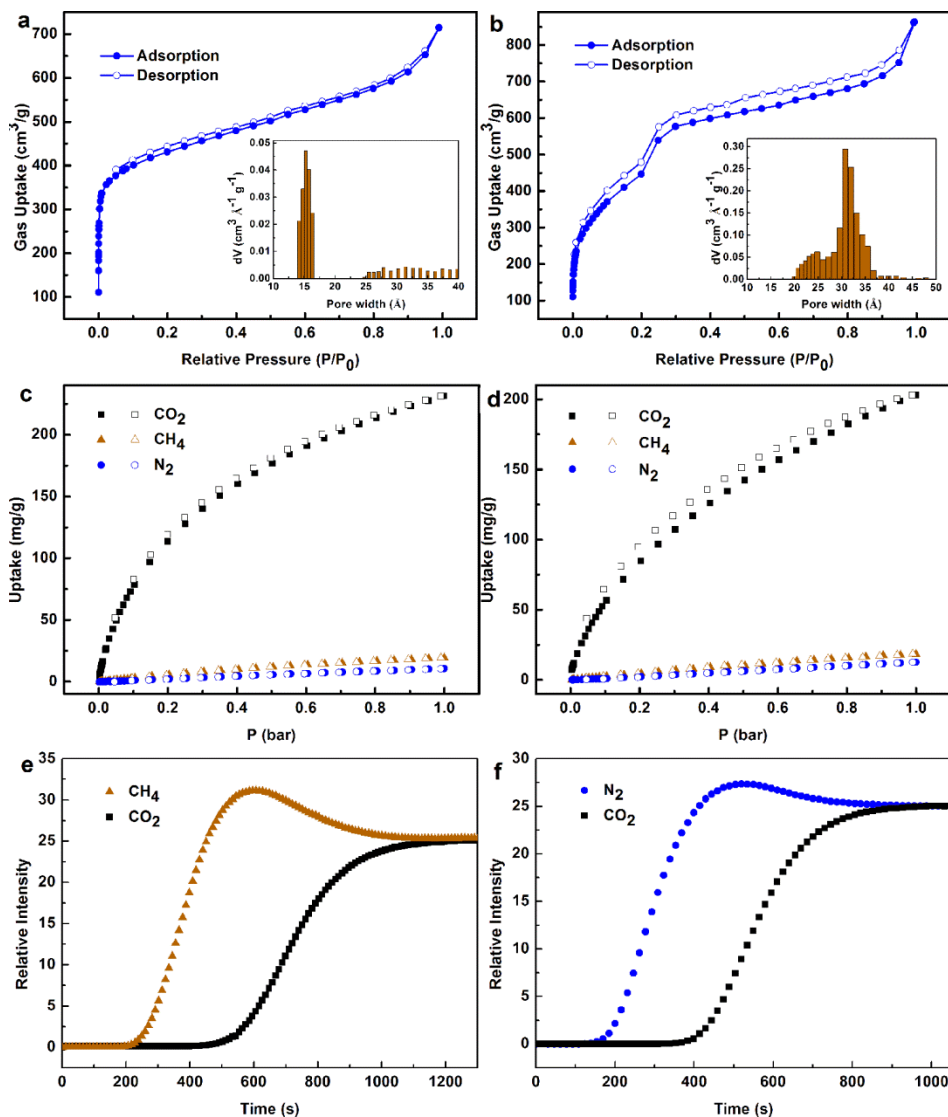 a
700
600
500
400
300
200
100
Gas Uptake (cm³/g)
Adsorption
Desorption
0.05
0.04
0.03
0.02
0.01
0.00
dV (cm³ Å⁻¹ g⁻¹)
10 15 20 25 30 35 40
Pore width (Å)
0.0 0.2 0.4 0.6 0.8 1.0
Relative Pressure (P/P₀)
b
800
700
600
500
400
300
200
100
Gas Uptake (cm³/g)
Adsorption
Desorption
0.30
0.25
0.20
0.15
0.10
0.05
0.00
dV (cm³ Å⁻¹ g⁻¹)
10 15 20 25 30 35 40 45 50
Pore width (Å)
0.0 0.2 0.4 0.6 0.8 1.0
Relative Pressure (P/P₀)
c
CO₂
CH₄
N₂
200
150
100
50
0
Uptake (mg/g)
0.0 0.2 0.4 0.6 0.8 1.0
P (bar)
d
CO₂
CH₄
N₂
200
150
100
50
0
Uptake (mg/g)
0.0 0.2 0.4 0.6 0.8 1.0
P (bar)
e
CH₄
CO₂
35
30
25
20
15
10
5
0
Relative Intensity
0 200 400 600 800 1000 1200
Time (s)
f
N₂
CO₂
30
25
20
15
10
5
0
Relative Intensity
0 200 400 600 800 1000
Time (s)